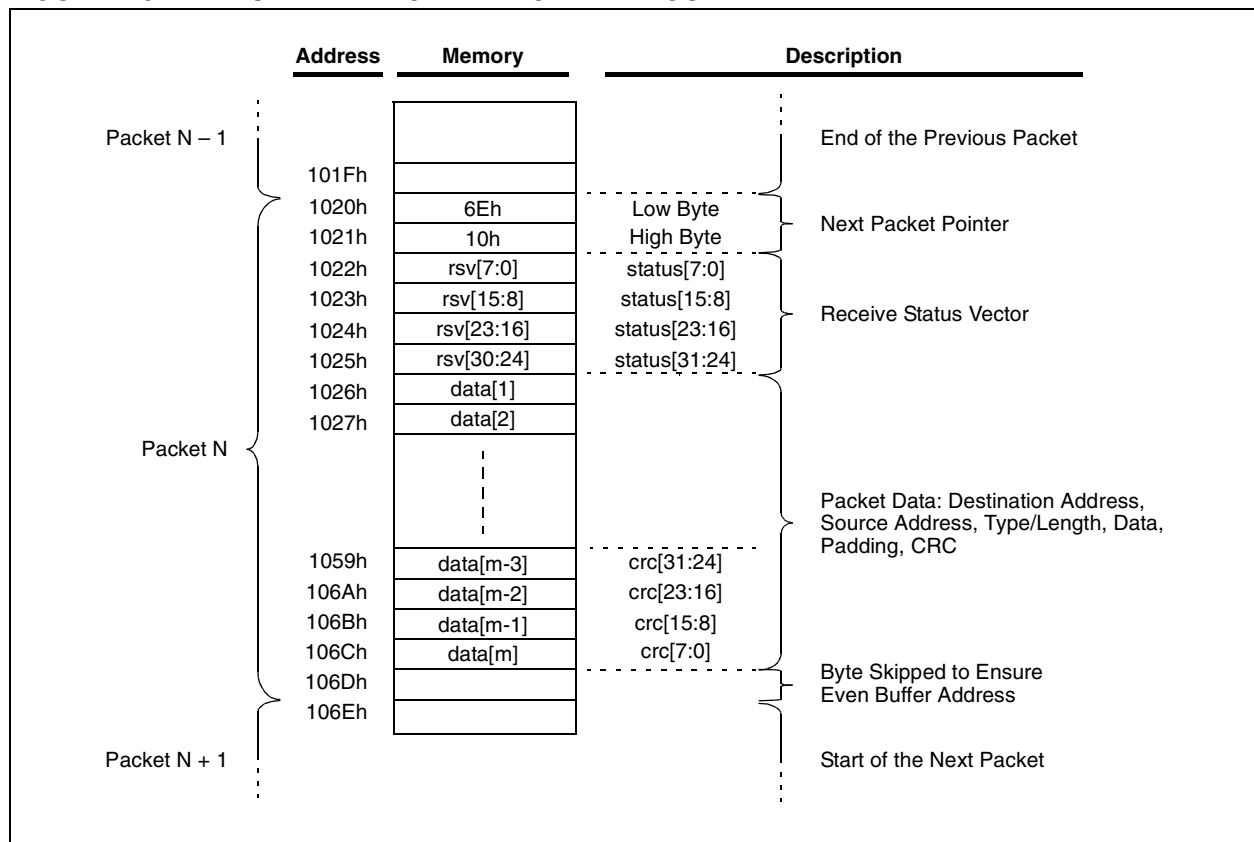 Address Memory Description
Packet N – 1 End of the Previous Packet
101Fh
1020h 6Eh Low Byte
Next Packet Pointer
1021h 10h High Byte
1022h rsv[7:0] status[7:0]
1023h rsv[15:8] status[15:8]
Receive Status Vector
1024h rsv[23:16] status[23:16]
1025h rsv[30:24] status[31:24]
1026h data[1]
1027h data[2]
Packet N
Packet Data: Destination Address,
Source Address, Type/Length, Data,
Padding, CRC
1059h data[m-3] crc[31:24]
106Ah data[m-2] crc[23:16]
106Bh data[m-1] crc[15:8]
106Ch data[m] crc[7:0]
Byte Skipped to Ensure
Even Buffer Address
106Dh
106Eh
Packet N + 1 Start of the Next Packet